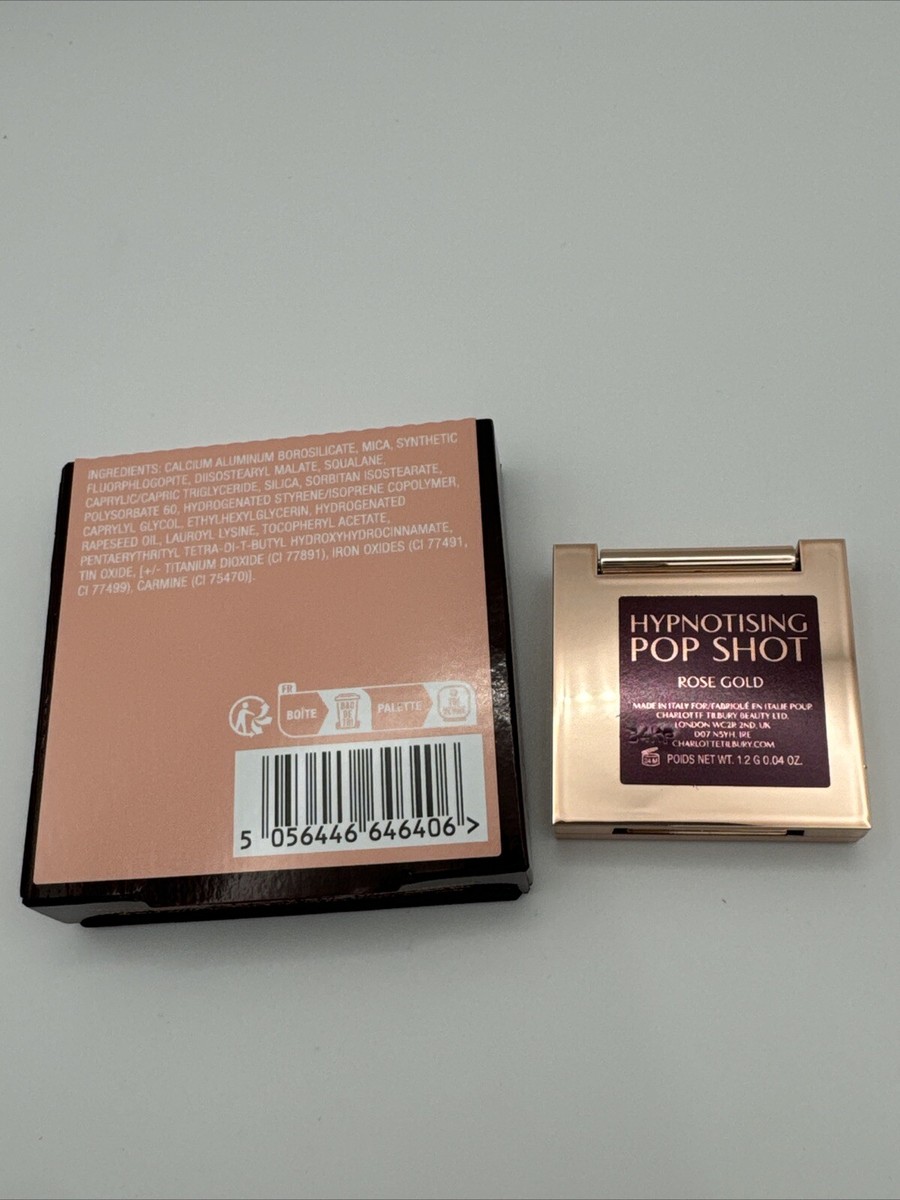 INGREDIENTS: CALCIUM ALUMINUM BOROSILICATE, MICA, SYNTHETIC
FLUORPHLOGOPITE, DIISOSTEARYL MALATE, SQUALANE,
CAPRYLIC/CAPRIC TRIGLYCERIDE, SILICA, SORBITAN ISOSTEARATE,
POLYSORBATE 60, HYDROGENATED STYRENE/ISOPRENE COPOLYMER,
CAPRYLYL GLYCOL, ETHYLHEXYLGLYCERIN, HYDROGENATED
RAPESEED OIL, LAUROYL LYSINE, TOCOPHERYL ACETATE,
PENTAERYTHRITYL TETRA-DI-T-BUTYL HYDROXYHYDROCINNAMATE,
TIN OXIDE, [+/- TITANIUM DIOXIDE (CI 77891), IRON OXIDES (CI 77491,
CI 77499), CARMINE (CI 75470)].
FR
BOÎTE
BAC
DE
TRI
PALETTE
5 056446 646406 >
HYPNOTISING
POP SHOT
ROSE GOLD
MADE IN ITALY FOR/FABRIQUÉ EN ITALIE POUR
CHARLOTTE TILBURY BEAUTY LTD.
LONDON WC2R 2ND, UK
D07 N5YH, IRE
CHARLOTTETILBURY.COM
24 M
POIDS NET WT. 1.2 G 0.04 OZ.